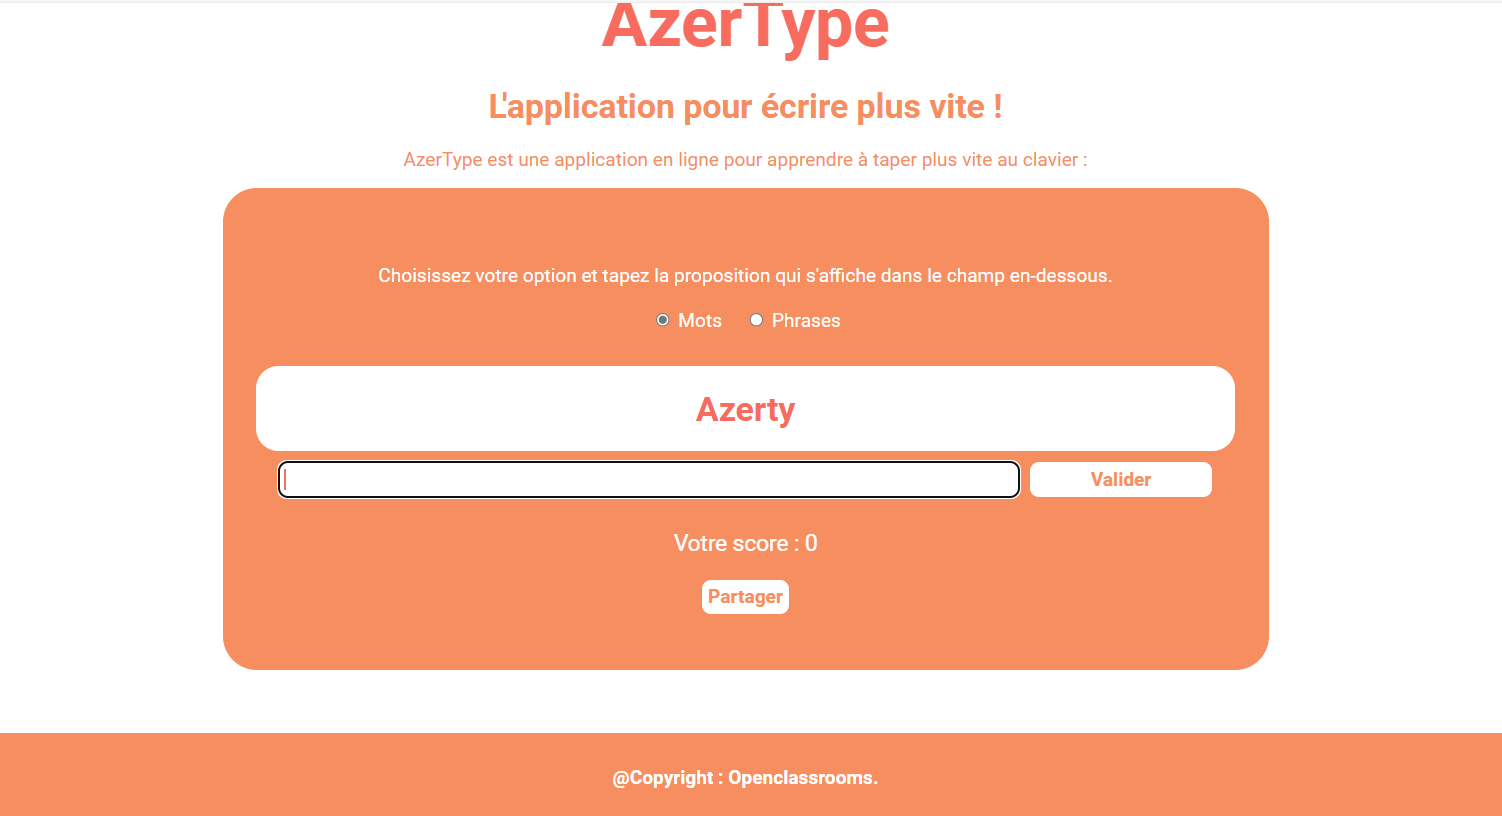 AzerType
L'application pour écrire plus vite !
AzerType est une application en ligne pour apprendre à taper plus vite au clavier :
Choisissez votre option et tapez la proposition qui s'affiche dans le champ en-dessous.
Mots Phrases
Azerty
Valider
Votre score : 0
Partager
@Copyright : Openclassrooms.